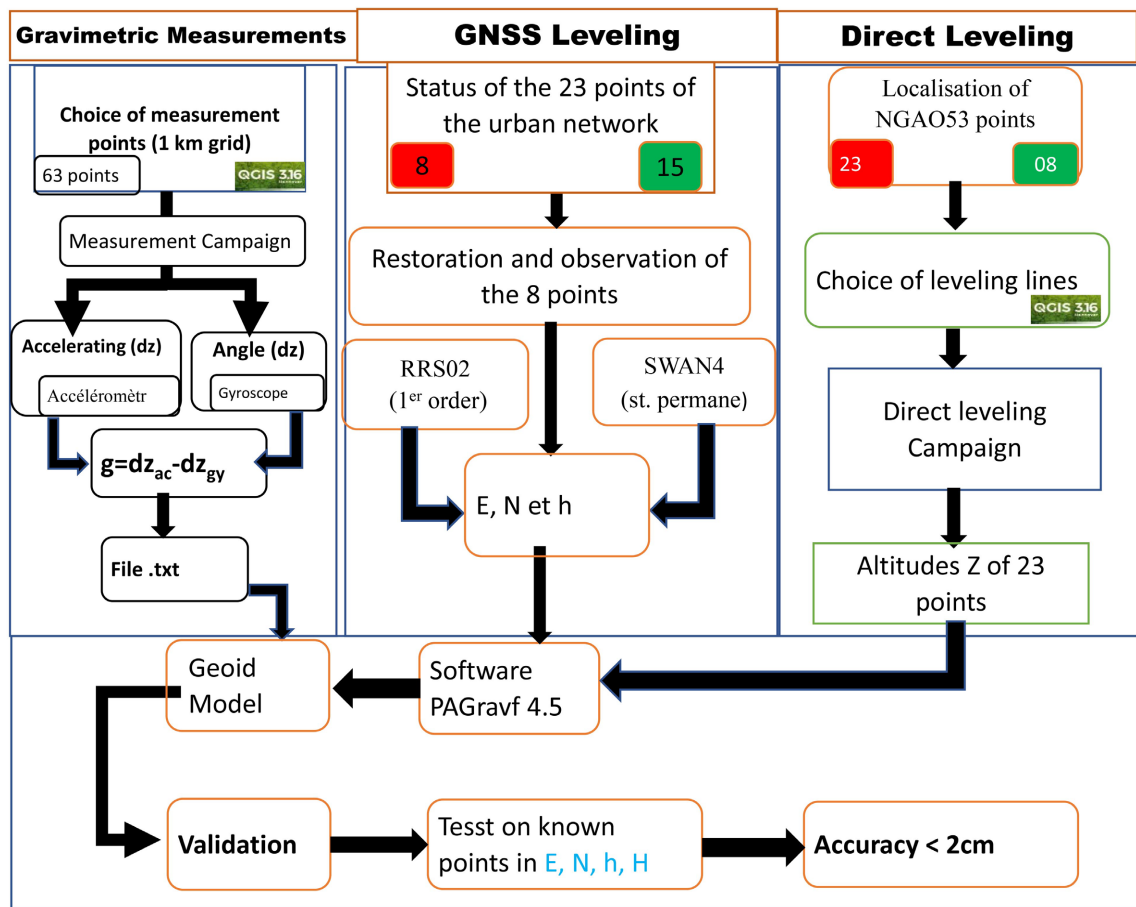 Gravimetric Measurements
GNSS Leveling
Direct Leveling
Choice of measurement
points (1 km grid)
63 points
QGIS 3.16
Measurement Campaign
Accelerating (dz)
Accéléromètr
Angle (dz)
Gyroscope
g=dzac-dzgy
File .txt
Status of the 23 points of
the urban network
8
15
Restoration and observation of
the 8 points
RRS02
(1er order)
SWAN4
(st. permane)
E, N et h
Localisation of
NGAO53 points
23
08
Choice of leveling lines
QGIS 3.16
Direct leveling
Campaign
Altitudes Z of 23
points
Geoid
Model
Software
PAGravf 4.5
Validation
Tesst on known
points in E, N, h, H
Accuracy < 2cm